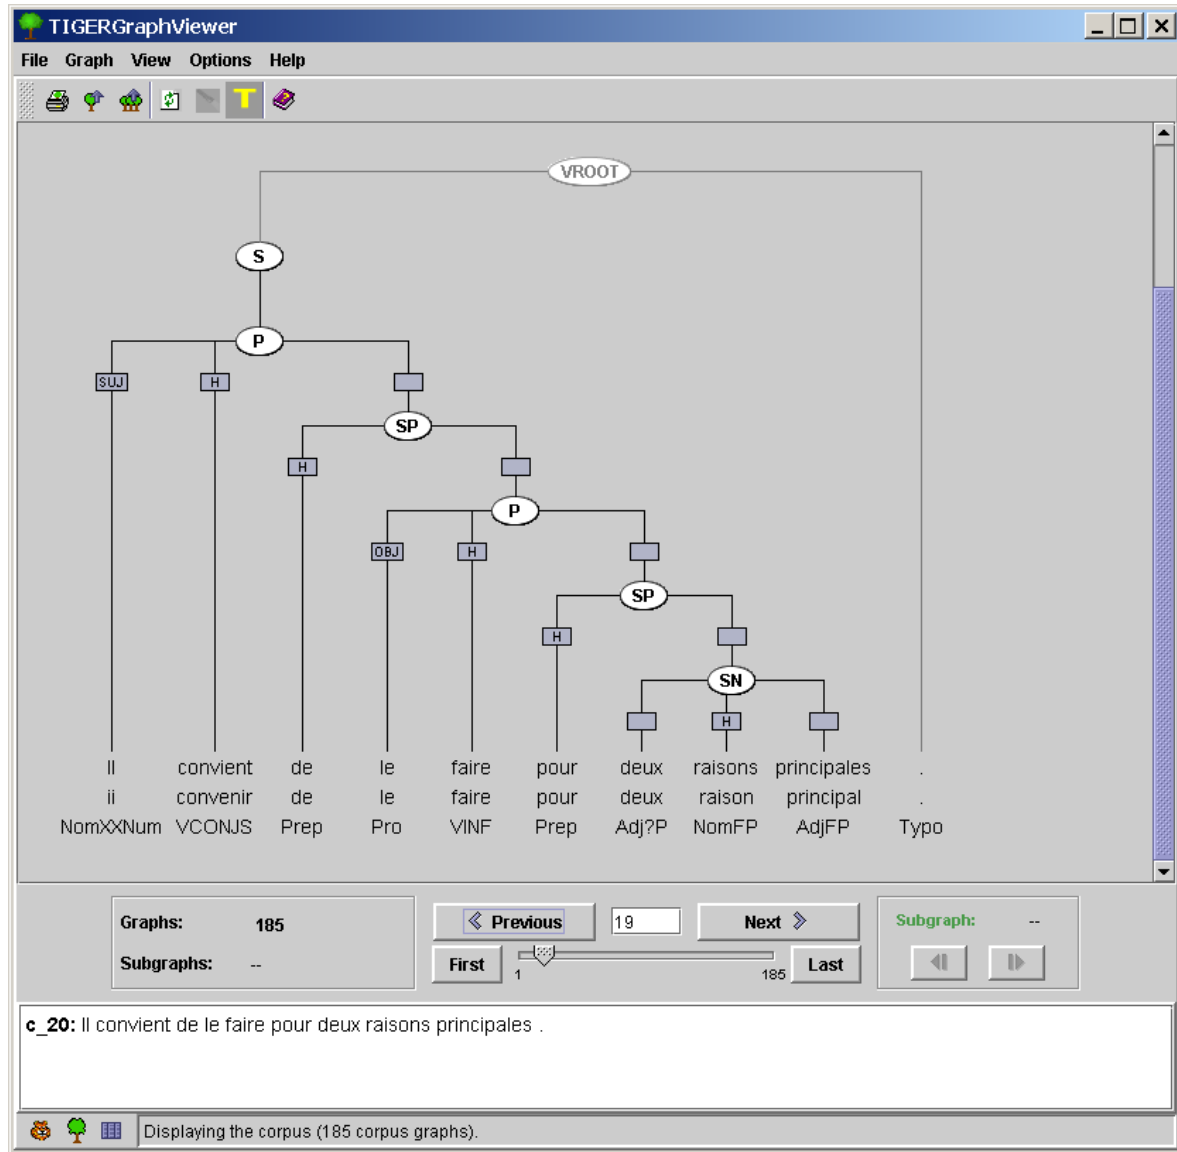 TIGERGraphViewer
File Graph View Options Help
T
VROOT
S
P
SUJ H
SP
H
P
OBJ H
SP
H
SN
H
Il convient de le faire pour deux raisons principales .
ii convenir de le faire pour deux raison principal .
NomXXNum VCONJS Prep Pro VINF Prep Adj?P NomFP AdjFP Typo
Graphs: 185 Previous 19 Next Subgraph: --
Subgraphs: -- First 1 185 Last
c_20: Il convient de le faire pour deux raisons principales .
Displaying the corpus (185 corpus graphs).